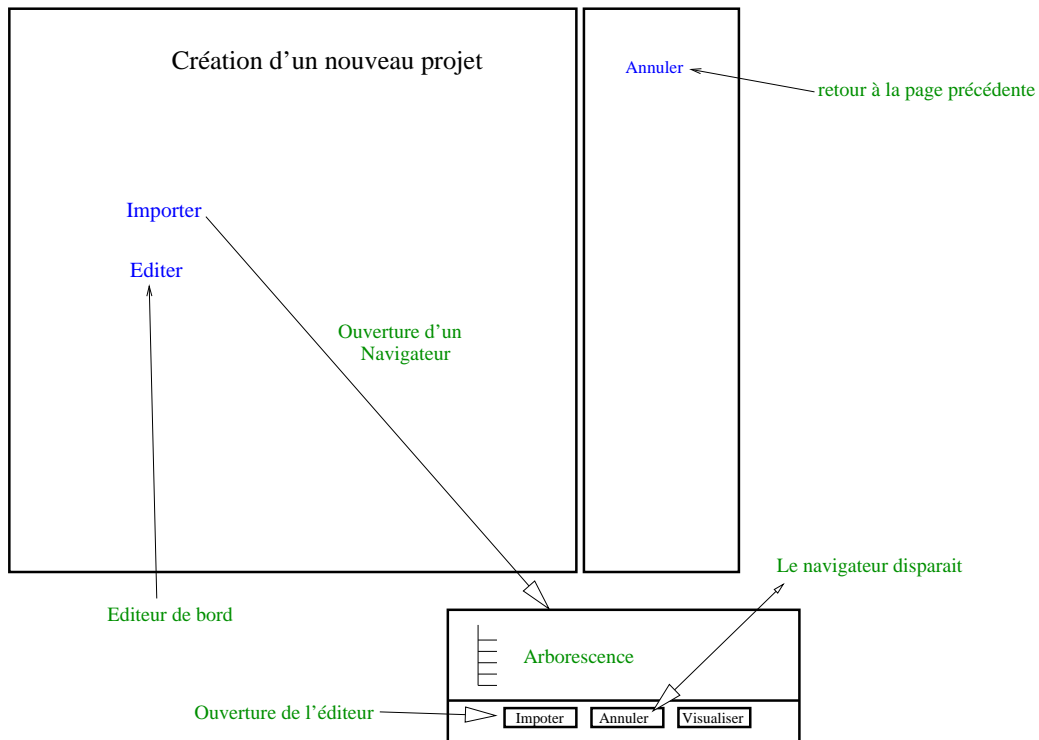 Création d'un nouveau projet
Annuler
retour à la page précédente
Importer
Editer
Ouverture d'un
Navigateur
Le navigateur disparait
Editeur de bord
Arborescence
Ouverture de l'éditeur
Impoter
Annuler
Visualiser